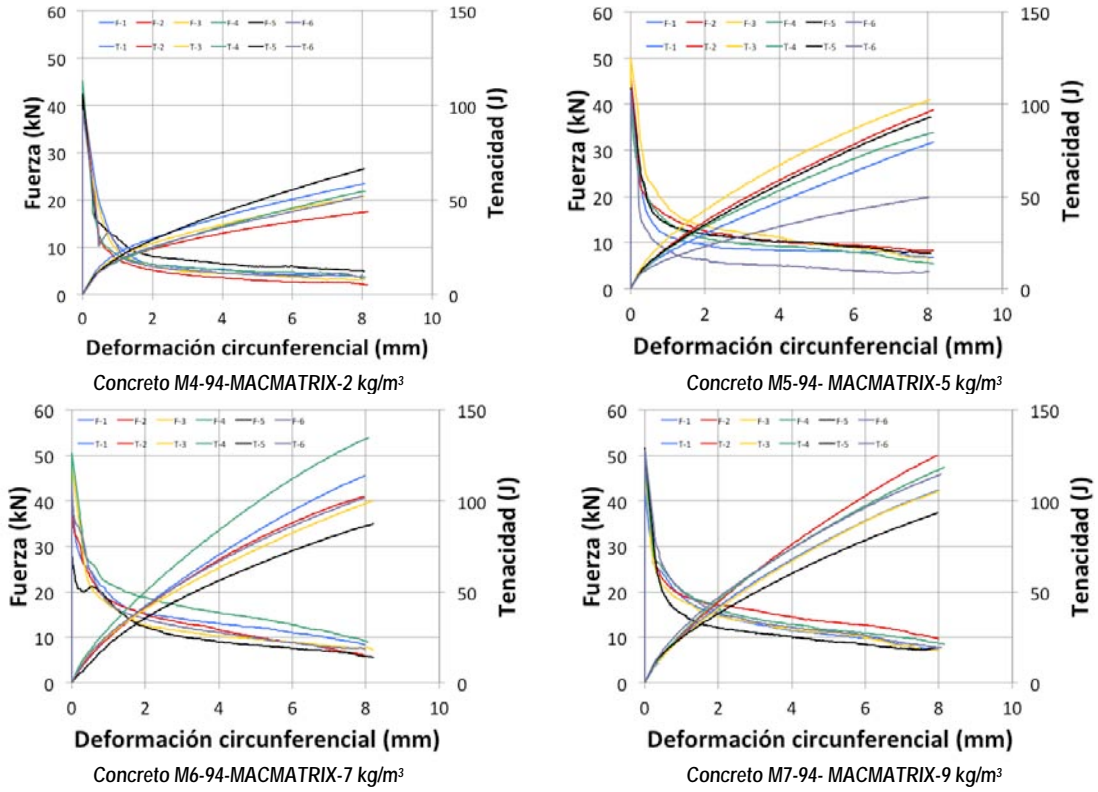 60
50
40
30
20
10
0
Fuerza (kN)
F-1 F-2 F-3 F-4 F-5 F-6
T-1 T-2 T-3 T-4 T-5 T-6
150
100
50
0
Tenacidad (J)
0 2 4 6 8 10
Deformación circunferencial (mm)
Concreto M4-94-MACMATRIX-2 kg/m³
60
50
40
30
20
10
0
Fuerza (kN)
F-1 F-2 F-3 F-4 F-5 F-6
T-1 T-2 T-3 T-4 T-5 T-6
150
100
50
0
Tenacidad (J)
0 2 4 6 8 10
Deformación circunferencial (mm)
Concreto M5-94- MACMATRIX-5 kg/m³
60
50
40
30
20
10
0
Fuerza (kN)
F-1 F-2 F-3 F-4 F-5 F-6
T-1 T-2 T-3 T-4 T-5 T-6
150
100
50
0
Tenacidad (J)
0 2 4 6 8
Deformación circunferencial (mm)
Concreto M6-94-MACMATRIX-7 kg/m³
60
50
40
30
20
10
0
Fuerza (kN)
F-1 F-2 F-3 F-4 F-5 F-6
T-1 T-2 T-3 T-4 T-5 T-6
150
100
50
0
Tenacidad (J)
0 2 4 6 8 10
Deformación circunferencial (mm)
Concreto M7-94- MACMATRIX-9 kg/m³